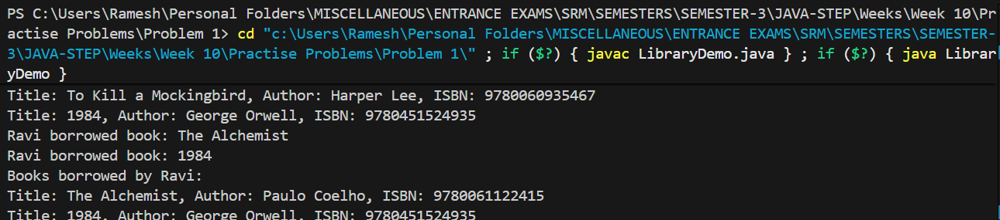 PS C:\Users\Ramesh\Personal Folders\MISCELLANEOUS\ENTRANCE EXAMS\SRM\SEMESTERS\SEMESTER-3\JAVA-STEP\Weeks\Week 10\Pr
actise Problems\Problem 1> cd "c:\Users\Ramesh\Personal Folders\MISCELLANEOUS\ENTRANCE EXAMS\SRM\SEMESTERS\SEMESTER-
3\JAVA-STEP\Weeks\Week 10\Practise Problems\Problem 1\" ; if ($?) { javac LibraryDemo.java } ; if ($?) { java Librar
yDemo }
Title: To Kill a Mockingbird, Author: Harper Lee, ISBN: 9780060935467
Title: 1984, Author: George Orwell, ISBN: 9780451524935
Ravi borrowed book: The Alchemist
Ravi borrowed book: 1984
Books borrowed by Ravi:
Title: The Alchemist, Author: Paulo Coelho, ISBN: 9780061122415
Title: 1984, Author: George Orwell, ISBN: 9780451524935